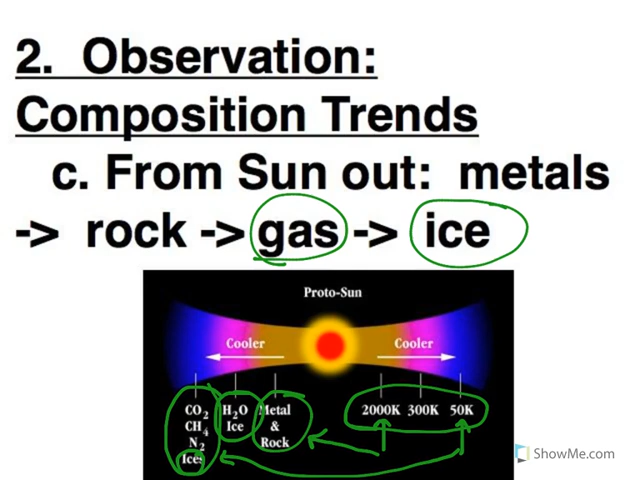 2. Observation:
Composition Trends
c. From Sun out: metals
-> rock -> gas -> ice
Proto-Sun
Cooler Cooler
CO₂ H₂O Metal 2000K 300K 50K
CH₄ Ice &
N₂ Rock
Ices
ShowMe.com